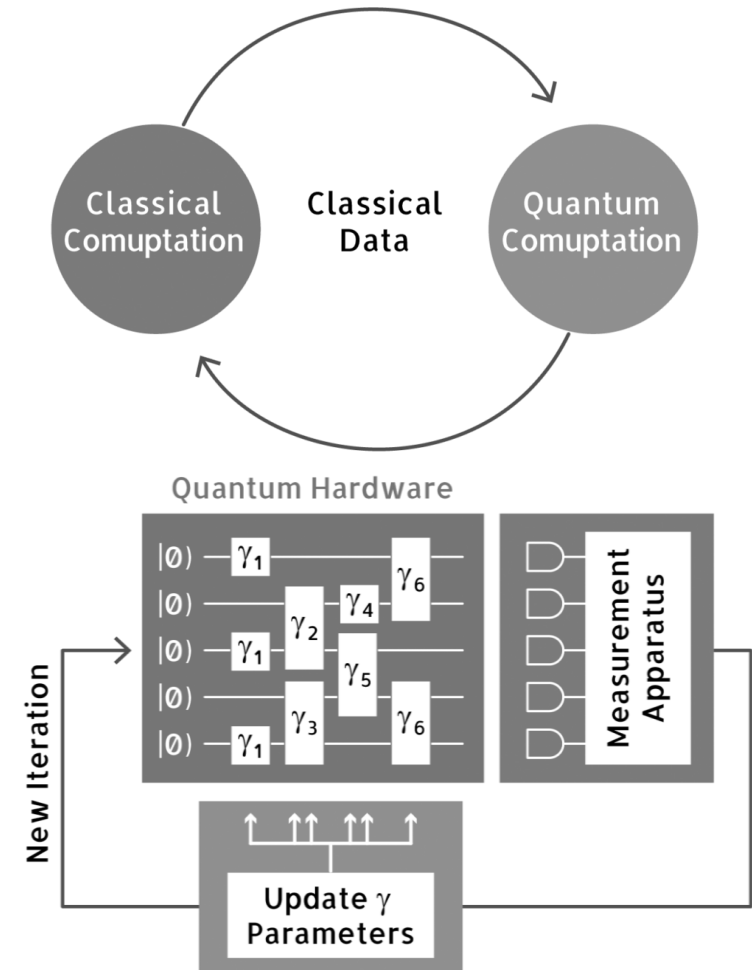 Classical
Comuptation
Classical
Data
Quantum
Comuptation
Quantum Hardware
|0)
γ1
γ6
|0)
γ2
γ4
|0)
γ1
γ5
|0)
γ3
γ6
|0)
γ1
Measurement
Apparatus
New Iteration
Update γ
Parameters